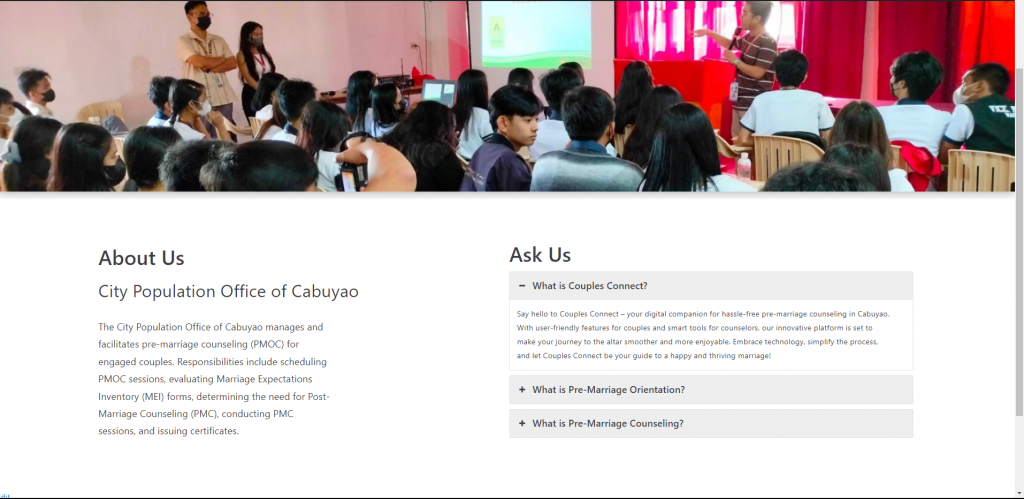 A
VICE
About Us
City Population Office of Cabuyao
The City Population Office of Cabuyao manages and
facilitates pre-marriage counseling (PMOC) for
engaged couples. Responsibilities include scheduling
PMOC sessions, evaluating Marriage Expectations
Inventory (MEI) forms, determining the need for Post-
Marriage Counseling (PMC), conducting PMC
sessions, and issuing certificates.
Ask Us
− What is Couples Connect?
Say hello to Couples Connect – your digital companion for hassle-free pre-marriage counseling in Cabuyao.
With user-friendly features for couples and smart tools for counselors, our innovative platform is set to
make your journey to the altar smoother and more enjoyable. Embrace technology, simplify the process,
and let Couples Connect be your guide to a happy and thriving marriage!
+ What is Pre-Marriage Orientation?
+ What is Pre-Marriage Counseling?